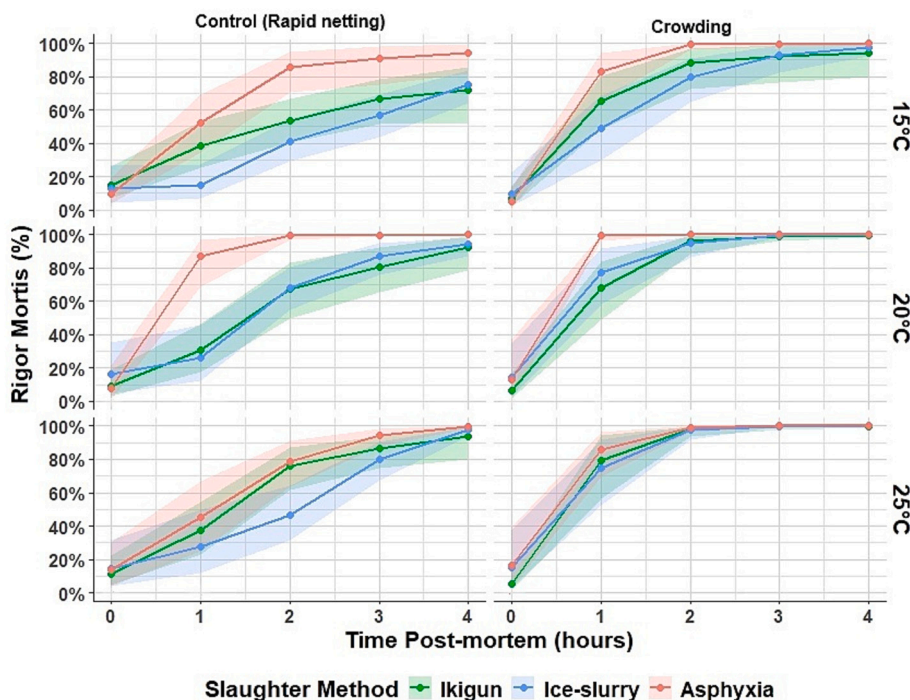 Control (Rapid netting)
Crowding
100%
80%
60%
40%
20%
0%
15°C
100%
80%
60%
40%
20%
0%
20°C
100%
80%
60%
40%
20%
0%
25°C
Rigor Mortis (%)
0 1 2 3 4
0 1 2 3 4
Time Post-mortem (hours)
Slaughter Method Ikigun Ice-slurry Asphyxia